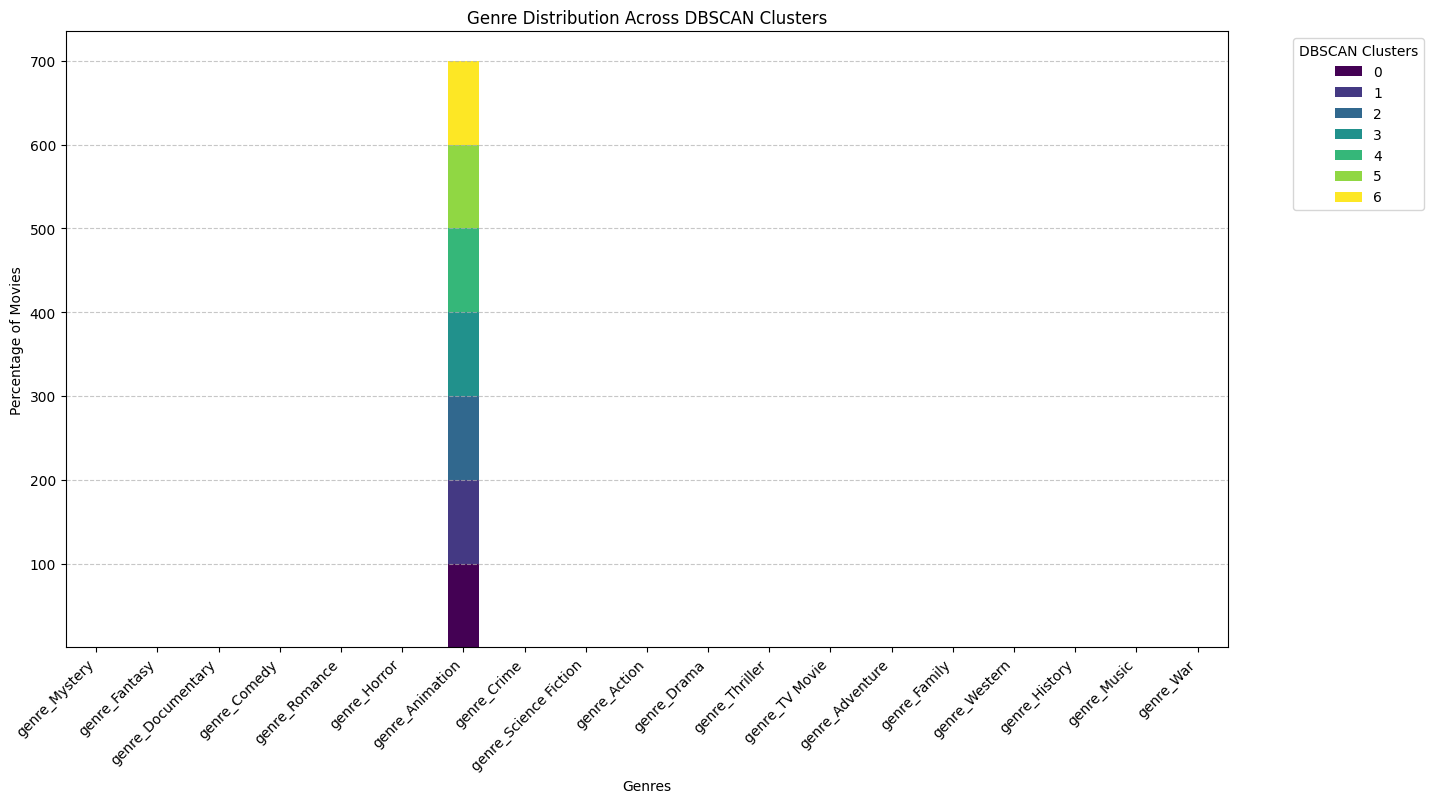 Genre Distribution Across DBSCAN Clusters
Percentage of Movies
700
600
500
400
300
200
100
genre_Mystery
genre_Fantasy
genre_Documentary
genre_Comedy
genre_Romance
genre_Horror
genre_Animation
genre_Crime
genre_Science Fiction
genre_Action
genre_Drama
genre_Thriller
genre_TV Movie
genre_Adventure
genre_Family
genre_Western
genre_History
genre_Music
genre_War
Genres
DBSCAN Clusters
0
1
2
3
4
5
6